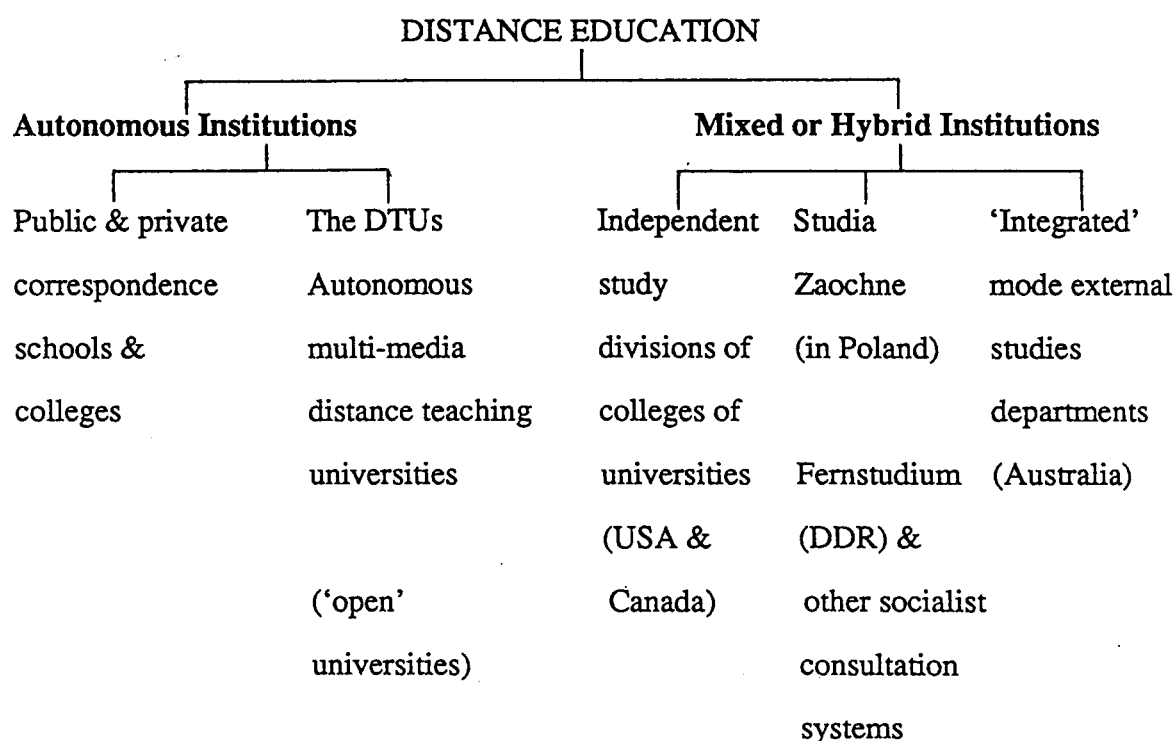 DISTANCE EDUCATION
Autonomous Institutions
Mixed or Hybrid Institutions
Public & private
correspondence
schools &
colleges
The DTUs
Autonomous
multi-media
distance teaching
universities
(‘open’
universities)
Independent
study
divisions of
colleges of
universities
(USA &
Canada)
Studia
Zaochne
(in Poland)
Fernstudium
(DDR) &
other socialist
consultation
systems
‘Integrated’
mode external
studies
departments
(Australia)